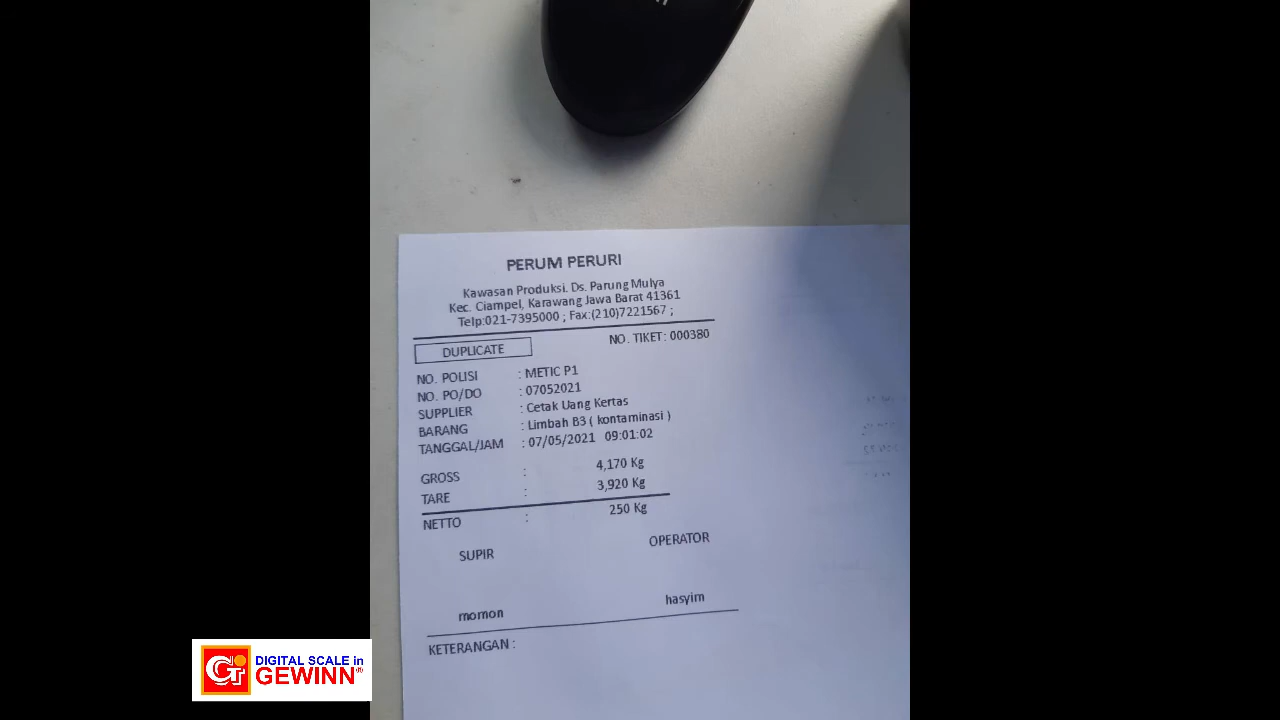 PERUM PERURI
Kawasan Produksi. Ds. Parung Mulya
Kec. Ciampel, Karawang Jawa Barat 41361
Telp:021-7395000 ; Fax:(210)7221567 ;
DUPLICATE NO. TIKET: 000380
NO. POLISI : METIC P1
NO. PO/DO : 07052021
SUPPLIER : Cetak Uang Kertas
BARANG : Limbah B3 ( kontaminasi )
TANGGAL/JAM : 07/05/2021 09:01:02
GROSS : 4,170 Kg
TARE : 3,920 Kg
NETTO : 250 Kg
SUPIR OPERATOR
momon hasyim
KETERANGAN :
GT
DIGITAL SCALE in
GEWINN®